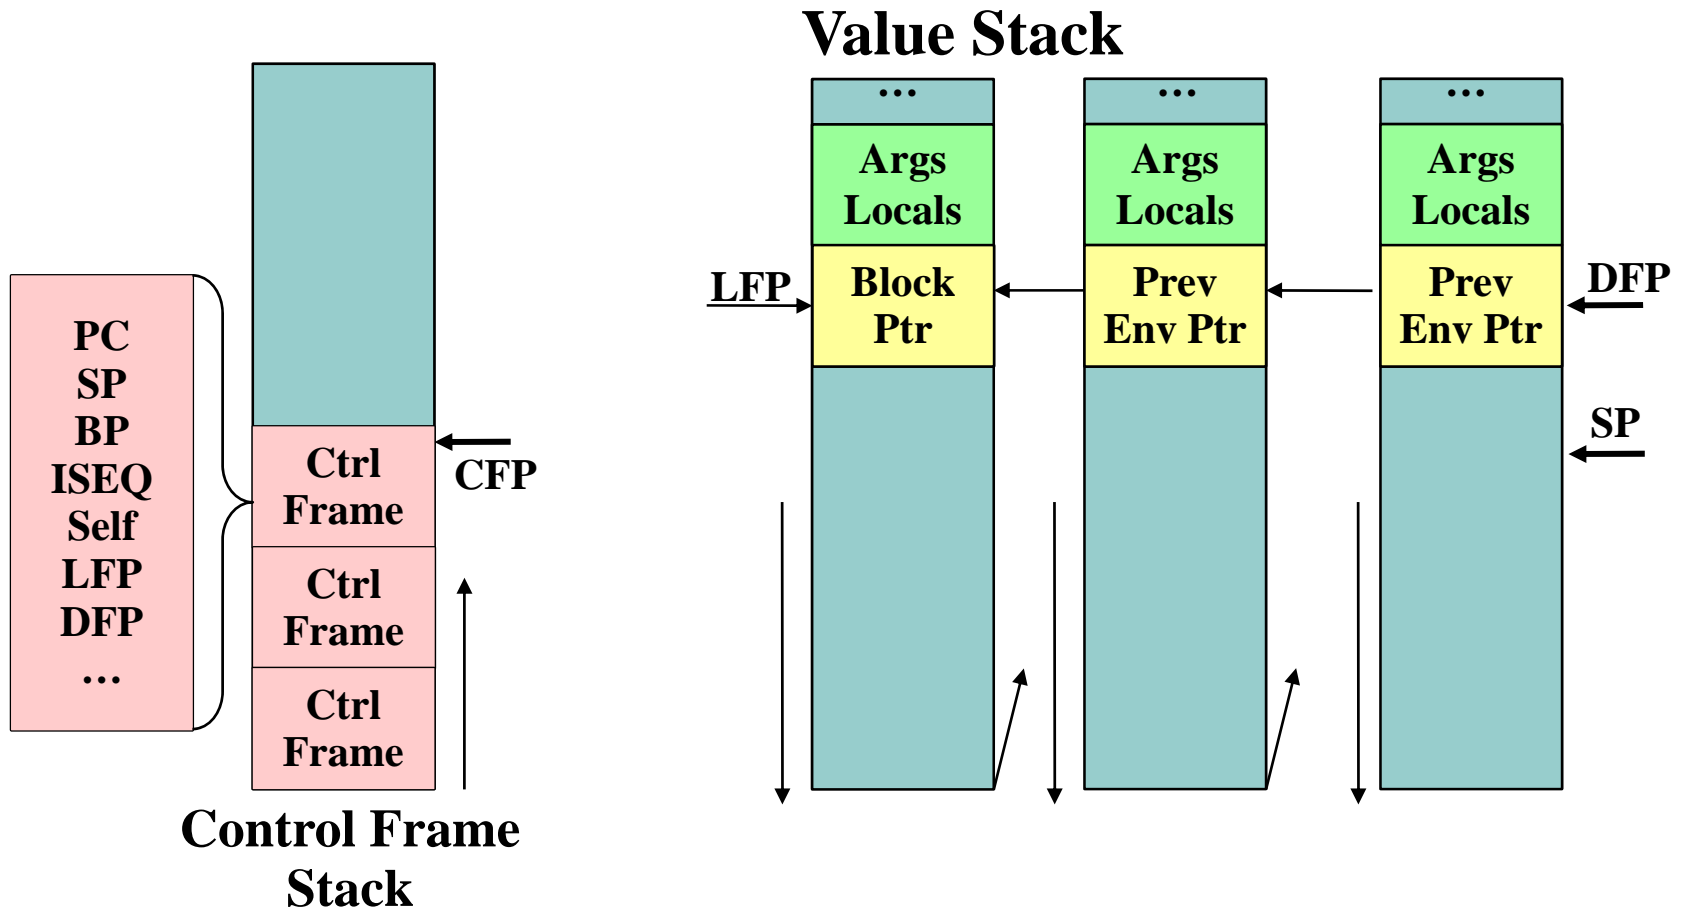 Value Stack
PC
SP
BP
ISEQ
Self
LFP
DFP
...
Ctrl
Frame
Ctrl
Frame
Ctrl
Frame
CFP
Control Frame
Stack
LFP
...
Args
Locals
Block
Ptr
...
Args
Locals
Prev
Env Ptr
...
Args
Locals
Prev
Env Ptr
DFP
SP